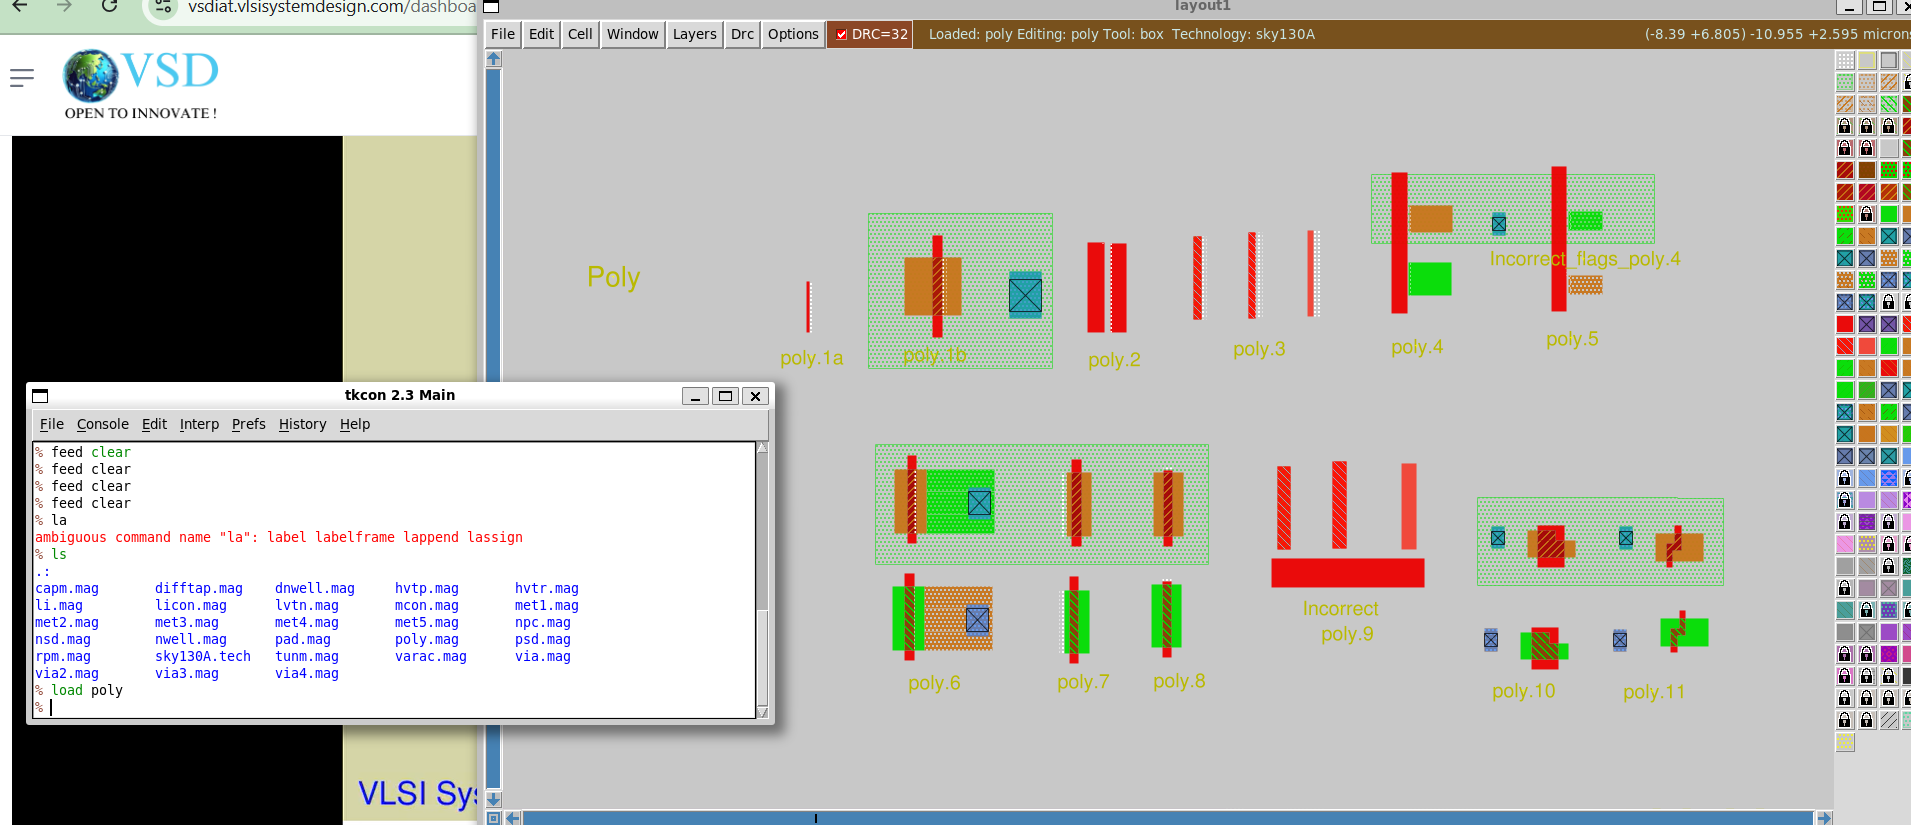 vsdiat.vlsisystemdesign.com/dashboa
VSD
OPEN TO INNOVATE !
layout1
File Edit Cell Window Layers Drc Options DRC=32 Loaded: poly Editing: poly Tool: box Technology: sky130A (-8.39 +6.805) -10.955 +2.595 microns
Poly
poly.1a
poly.1b
poly.2
poly.3
poly.4
Incorrect_flags_poly.4
poly.5
poly.6
poly.7
poly.8
Incorrect
poly.9
poly.10
poly.11
tkcon 2.3 Main
File Console Edit Interp Prefs History Help
% feed clear
% feed clear
% feed clear
% feed clear
% la
ambiguous command name "la": label labelframe lappend lassign
% ls
.:
capm.mag difftap.mag dnwell.mag hvtp.mag hvtr.mag
li.mag licon.mag lvtn.mag mcon.mag met1.mag
met2.mag met3.mag met4.mag met5.mag npc.mag
nsd.mag nwell.mag pad.mag poly.mag psd.mag
rpm.mag sky130A.tech tunm.mag varac.mag via.mag
via2.mag via3.mag via4.mag
% load poly
%
VLSI Sys